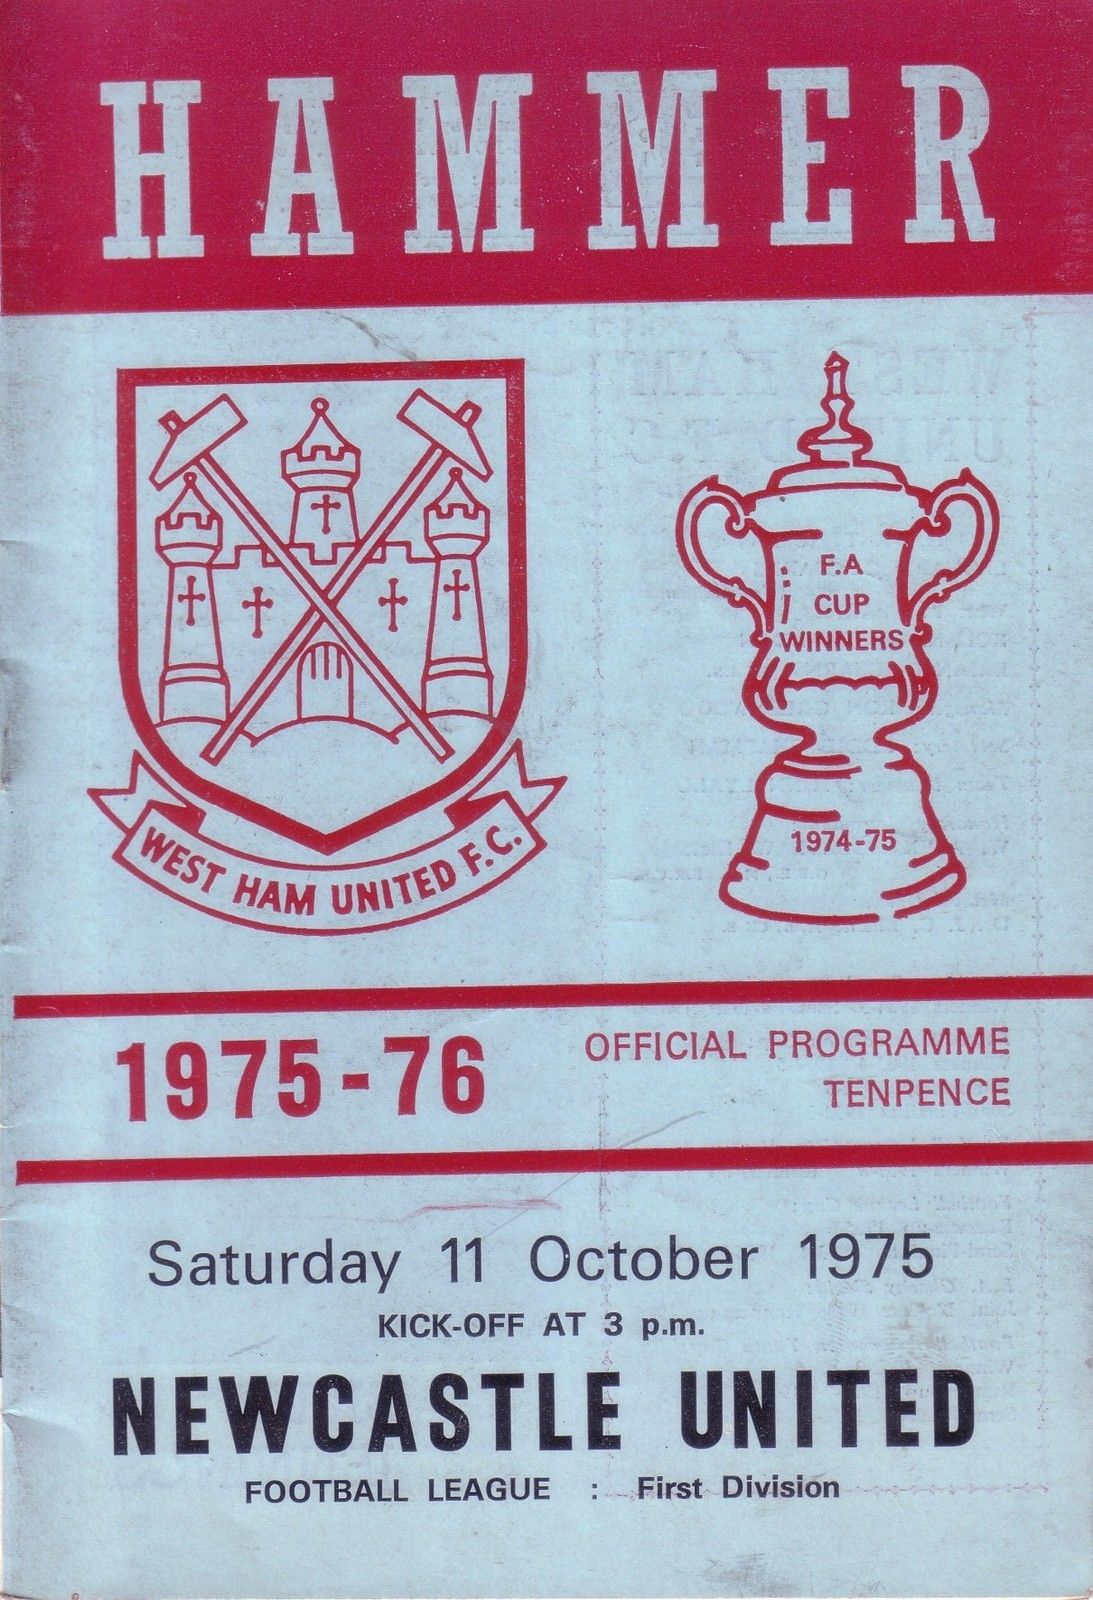 HAMMER
F.A
CUP
WINNERS
1974-75
WEST HAM UNITED F.C.
1975-76
OFFICIAL PROGRAMME
TENPENCE
Saturday 11 October 1975
KICK-OFF AT 3 p.m.
NEWCASTLE UNITED
FOOTBALL LEAGUE : First Division